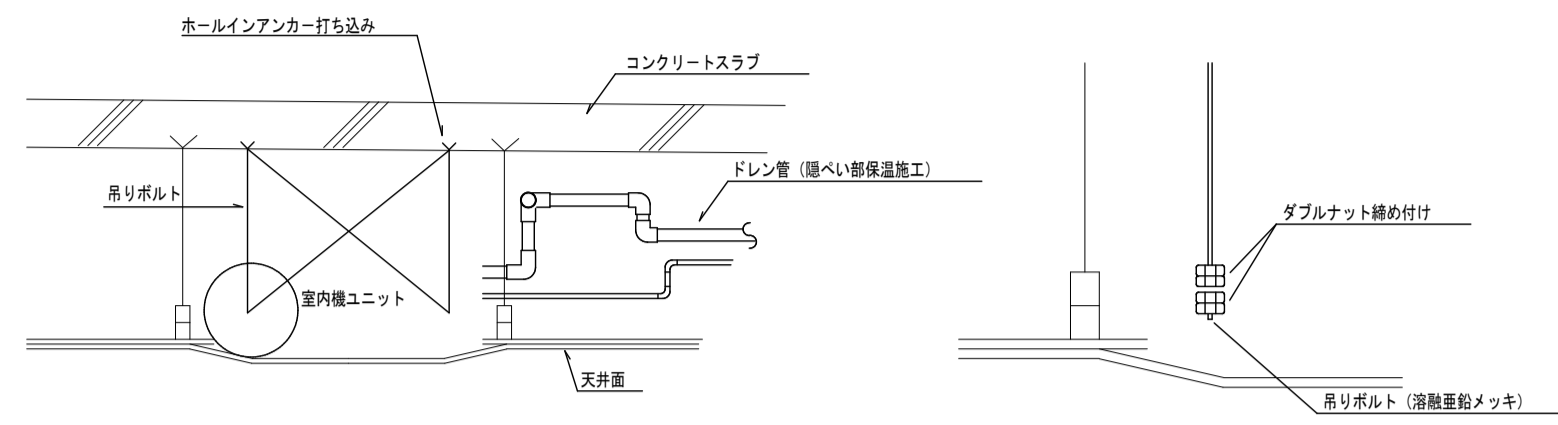 ホールインアンカー打ち込み
コンクリートスラブ
ドレン管（隠ぺい部保温施工）
吊りボルト
室内機ユニット
天井面
ダブルナット締め付け
吊りボルト（溶融亜鉛メッキ）